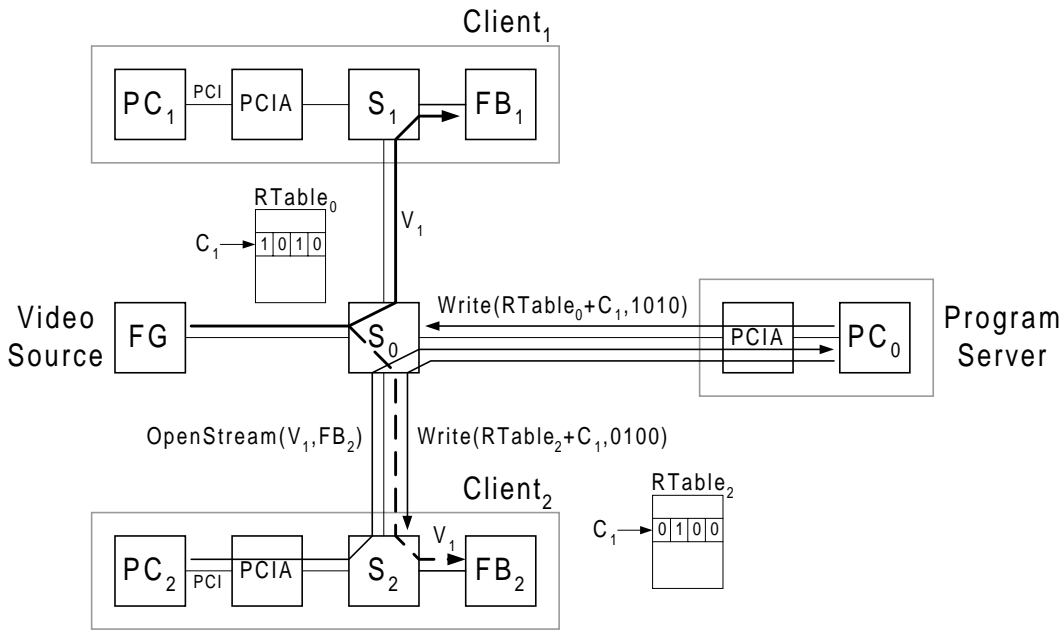 Client₁
PC₁ PCI PCIA S₁ FB₁
RTable₀
V₁
C₁ 1 0 1 0
Video
Source
FG
S₀
Write(RTable₀+C₁,1010)
PCIA
PC₀
Program
Server
OpenStream(V₁,FB₂)
Write(RTable₂+C₁,0100)
Client₂
RTable₂
C₁ 0 1 0 0
V₁
PC₂ PCI PCIA S₂ FB₂